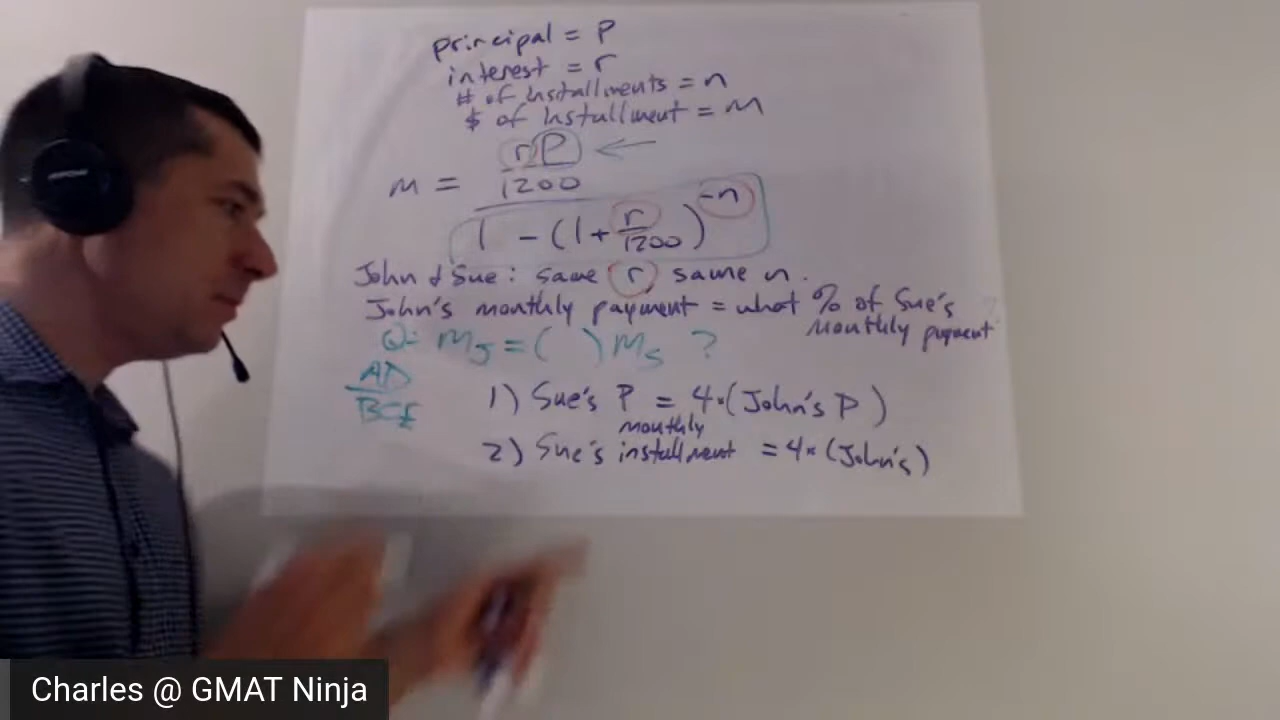 principal = P
interest = r
# of installments = n
$ of installment = m
m = rP/1200 / 1 - (1 + r/1200)^-n
John & Sue: same r, same n.
John's monthly payment = what % of Sue's
monthly payment
Q: mJ = ( ) mS ?
AD
BCE
1) Sue's P = 4·(John's P)
monthly
2) Sue's installment = 4·(John's)
Charles @ GMAT Ninja